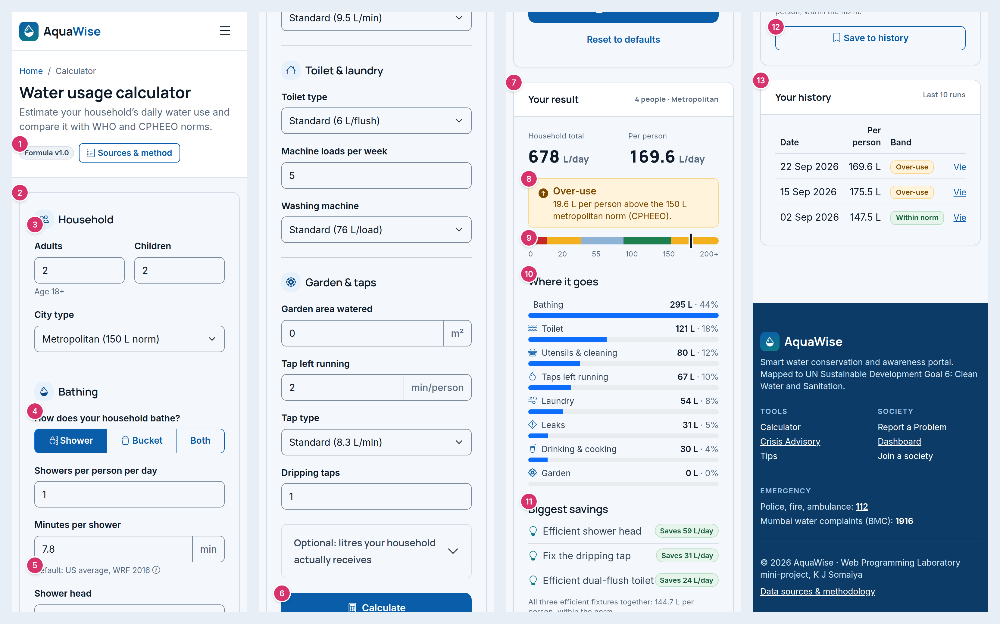 AquaWise
Home / Calculator
Water usage calculator
Estimate your household’s daily water use and
compare it with WHO and CPHEEO norms.
1
Formula v1.0
Sources & method
2
3
Household
Adults
Children
2
2
Age 18+
City type
Metropolitan (150 L norm)
Bathing
4
How does your household bathe?
Shower
Bucket
Both
Showers per person per day
1
Minutes per shower
7.8
min
5
Default: US average, WRF 2016
Shower head
Standard (9.5 L/min)
Toilet & laundry
Toilet type
Standard (6 L/flush)
Machine loads per week
5
Washing machine
Standard (76 L/load)
Garden & taps
Garden area watered
0
m²
Tap left running
2
min/person
Tap type
Standard (8.3 L/min)
Dripping taps
1
Optional: litres your household
actually receives
6
Calculate
Reset to defaults
7
Your result
4 people · Metropolitan
Household total
Per person
678 L/day
169.6 L/day
8
Over-use
19.6 L per person above the 150 L
metropolitan norm (CPHEEO).
9
0 20 55 100 150 200+
10
Where it goes
Bathing 295 L · 44%
Toilet 121 L · 18%
Utensils & cleaning 80 L · 12%
Taps left running 67 L · 10%
Laundry 54 L · 8%
Leaks 31 L · 5%
Drinking & cooking 30 L · 4%
Garden 0 L · 0%
11
Biggest savings
Efficient shower head Saves 59 L/day
Fix the dripping tap Saves 31 L/day
Efficient dual-flush toilet Saves 24 L/day
All three efficient fixtures together: 144.7 L per
person, within the norm.
person, within the norm.
12
Save to history
13
Your history
Last 10 runs
Date Per person Band
22 Sep 2026 169.6 L Over-use Vie
15 Sep 2026 175.5 L Over-use Vie
02 Sep 2026 147.5 L Within norm Vie
AquaWise
Smart water conservation and awareness portal.
Mapped to UN Sustainable Development Goal 6: Clean
Water and Sanitation.
TOOLS
Calculator
Crisis Advisory
Tips
SOCIETY
Report a Problem
Dashboard
Join a society
EMERGENCY
Police, fire, ambulance: 112
Mumbai water complaints (BMC): 1916
© 2026 AquaWise · Web Programming Laboratory
mini-project, K J Somaiya
Data sources & methodology